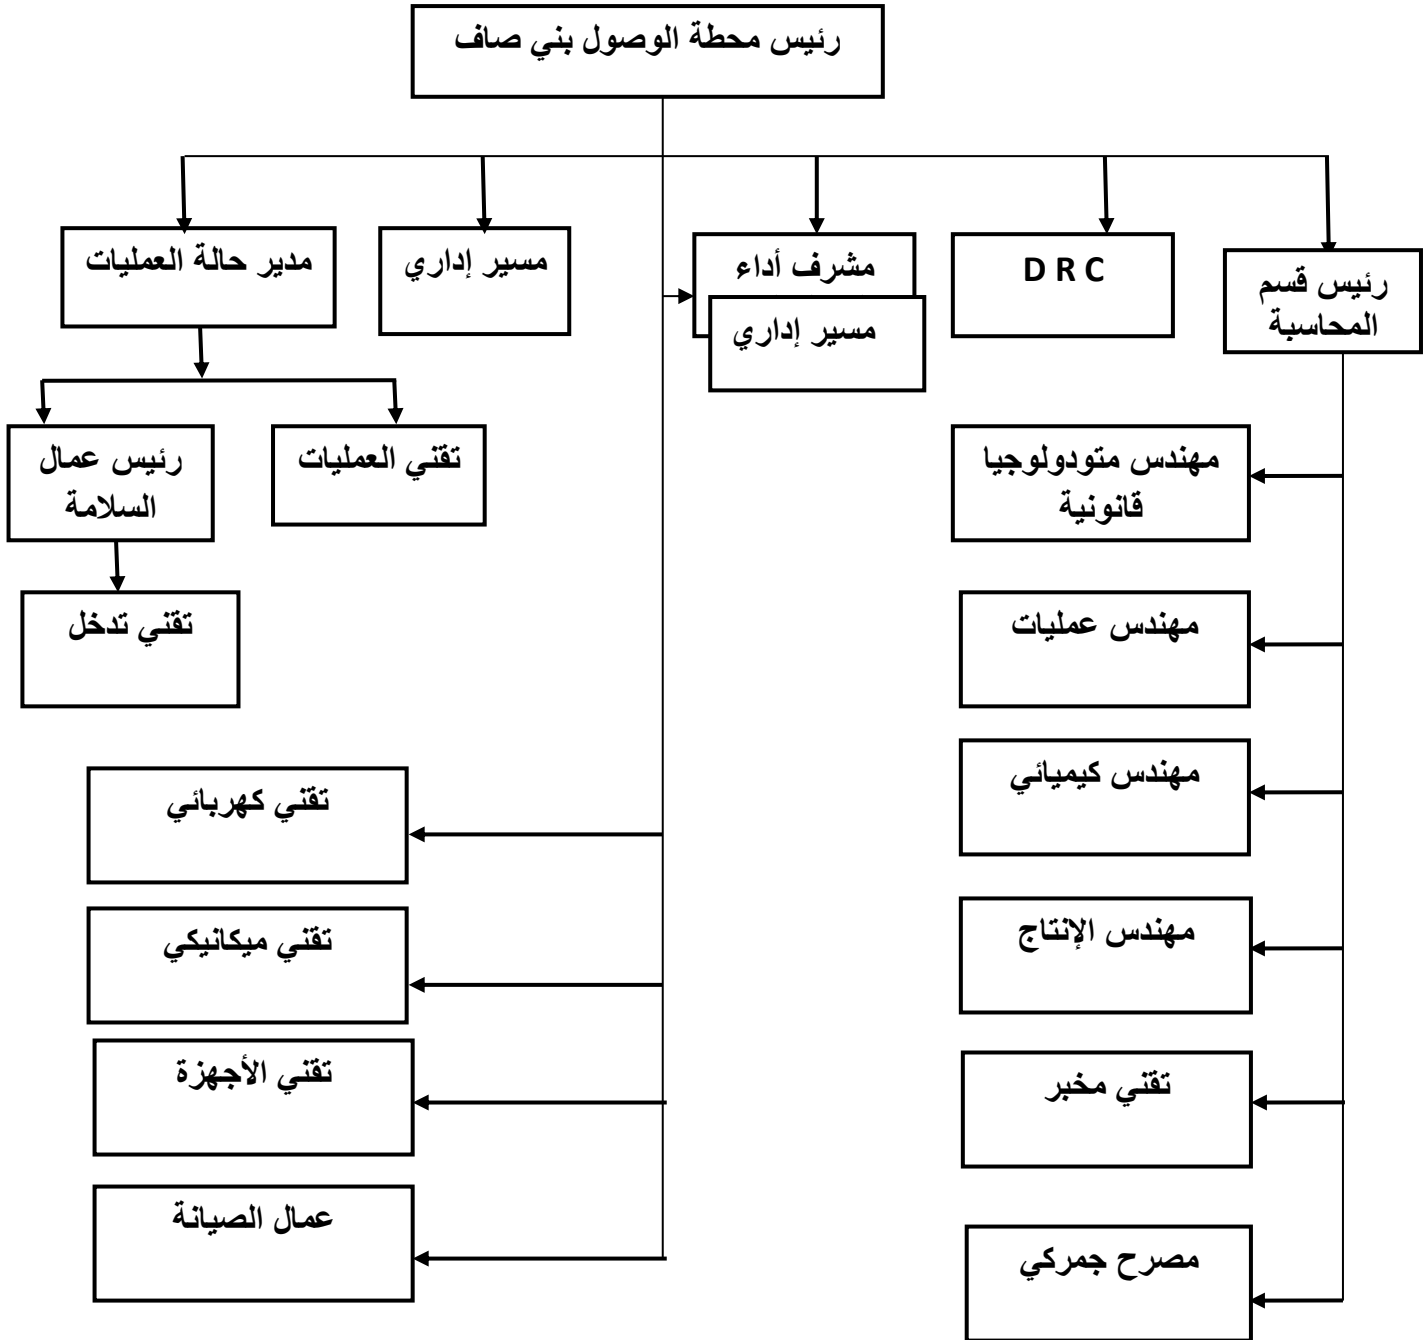 رئيس محطة الوصول بني صاف
رئيس قسم
المحاسبة
D R C
مشرف أداء
مسير إداري
مسير إداري
مدير حالة العمليات
تقني العمليات
رئيس عمال
السلامة
تقني تدخل
مهندس متودولوجيا
قانونية
مهندس عمليات
مهندس كيميائي
مهندس الإنتاج
تقني مخبر
مصرح جمركي
تقني كهربائي
تقني ميكانيكي
تقني الأجهزة
عمال الصيانة